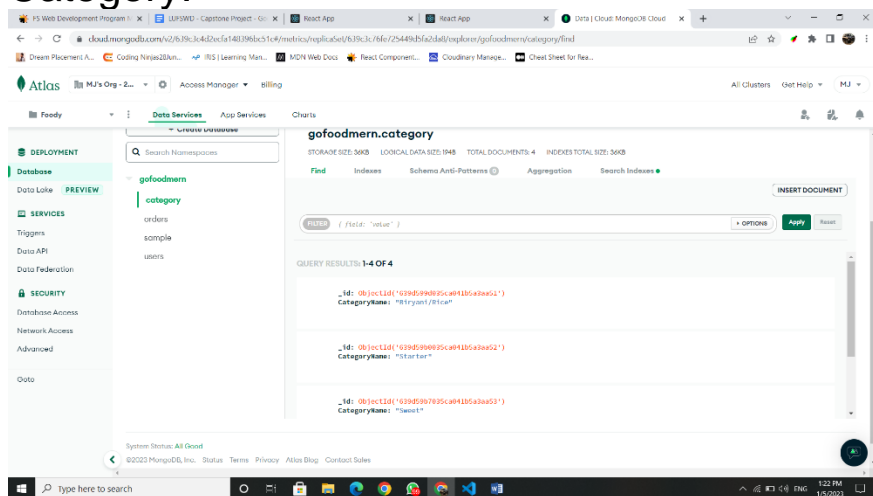 Category:
FS Web Development Program
LIJFSWD - Capstone Project - Go
React App
React App
Data | Cloud: MongoDB Cloud
cloud.mongodb.com/v2/
/explorer/gofoodmern/category/find
Dream Placement A... Coding Ninjas28Jun... IRIS | Learning Man... MDN Web Docs React Component... Cloudinary Manage... Cheat Sheet for Rea...
Atlas MJ's Org - 2... Access Manager Billing All Clusters Get Help MJ
Foody Data Services App Services Charts
+ Create Database
gofoodmern.category
DEPLOYMENT
Search Namespaces
STORAGE SIZE: 36KB LOGICAL DATA SIZE: 194B TOTAL DOCUMENTS: 4 INDEXES TOTAL SIZE: 36KB
Database
Find Indexes Schema Anti-Patterns 0 Aggregation Search Indexes
gofoodmern
Data Lake PREVIEW
INSERT DOCUMENT
category
SERVICES
orders
FILTER { field: 'value' } OPTIONS Apply Reset
Triggers
sample
Data API
users
Data Federation
QUERY RESULTS: 1-4 OF 4
SECURITY
_id: ObjectId('639d599d035ca041b5a3aa51')
CategoryName: "Biryani/Rice"
Database Access
Network Access
Advanced
_id: ObjectId('639d59b0035ca041b5a3aa52')
CategoryName: "Starter"
Goto
_id: ObjectId('639d59b7035ca041b5a3aa53')
CategoryName: "Sweet"
System Status: All Good
©2023 MongoDB, Inc. Status Terms Privacy Atlas Blog Contact Sales
Type here to search
ENG
1:22 PM
1/5/2023